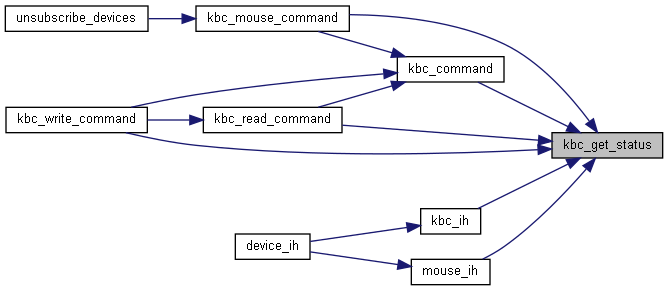 unsubscribe_devices
kbc_mouse_command
kbc_command
kbc_write_command
kbc_read_command
kbc_get_status
kbc_ih
device_ih
mouse_ih